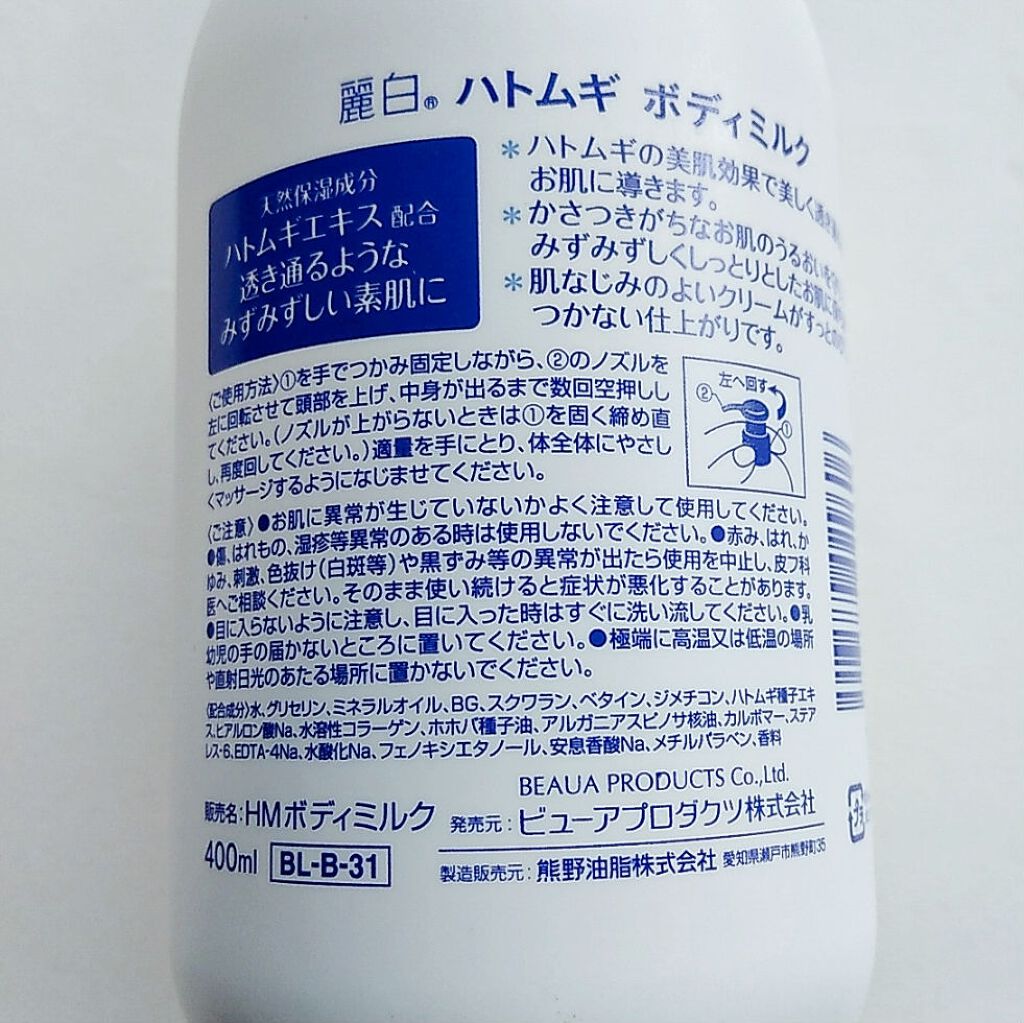 麗白® ハトムギ ボディミルク
天然保湿成分
ハトムギエキス 配合
透き通るような
みずみずしい素肌に
*ハトムギの美肌効果で美しく透き
お肌に導きます。
*かさつきがちなお肌のうるおいを
みずみずしくしっとりとしたお肌に
*肌なじみのよいクリームがすっとの
つかない仕上がりです。
〈ご使用方法〉①を手でつかみ固定しながら、②のノズルを
左に回転させて頭部を上げ、中身が出るまで数回空押しし
てください。(ノズルが上がらないときは①を固く締め直
し、再度回してください。)適量を手にとり、体全体にやさし
くマッサージするようになじませてください。
左へ回す
②
①
〈ご注意〉●お肌に異常が生じていないかよく注意して使用してください。
●傷、はれもの、湿疹等異常のある時は使用しないでください。●赤み、はれ、か
ゆみ、刺激、色抜け(白斑等)や黒ずみ等の異常が出たら使用を中止し、皮フ科
医へご相談ください。そのまま使い続けると症状が悪化することがあります。
●目に入らないように注意し、目に入った時はすぐに洗い流してください。●乳
幼児の手の届かないところに置いてください。●極端に高温又は低温の場所
や直射日光のあたる場所に置かないでください。
〈配合成分〉水、グリセリン、ミネラルオイル、BG、スクワラン、ベタイン、ジメチコン、ハトムギ種子エキ
ス、ヒアルロン酸Na、水溶性コラーゲン、ホホバ種子油、アルガニアスピノサ核油、カルボマー、ステア
レス-6、EDTA-4Na、水酸化Na、フェノキシエタノール、安息香酸Na、メチルパラベン、香料
BEAUA PRODUCTS Co.,Ltd.
販売名:HMボディミルク 発売元:ビューアプロダクツ株式会社
400ml BL-B-31 製造販売元:熊野油脂株式会社 愛知県瀬戸市熊野町35